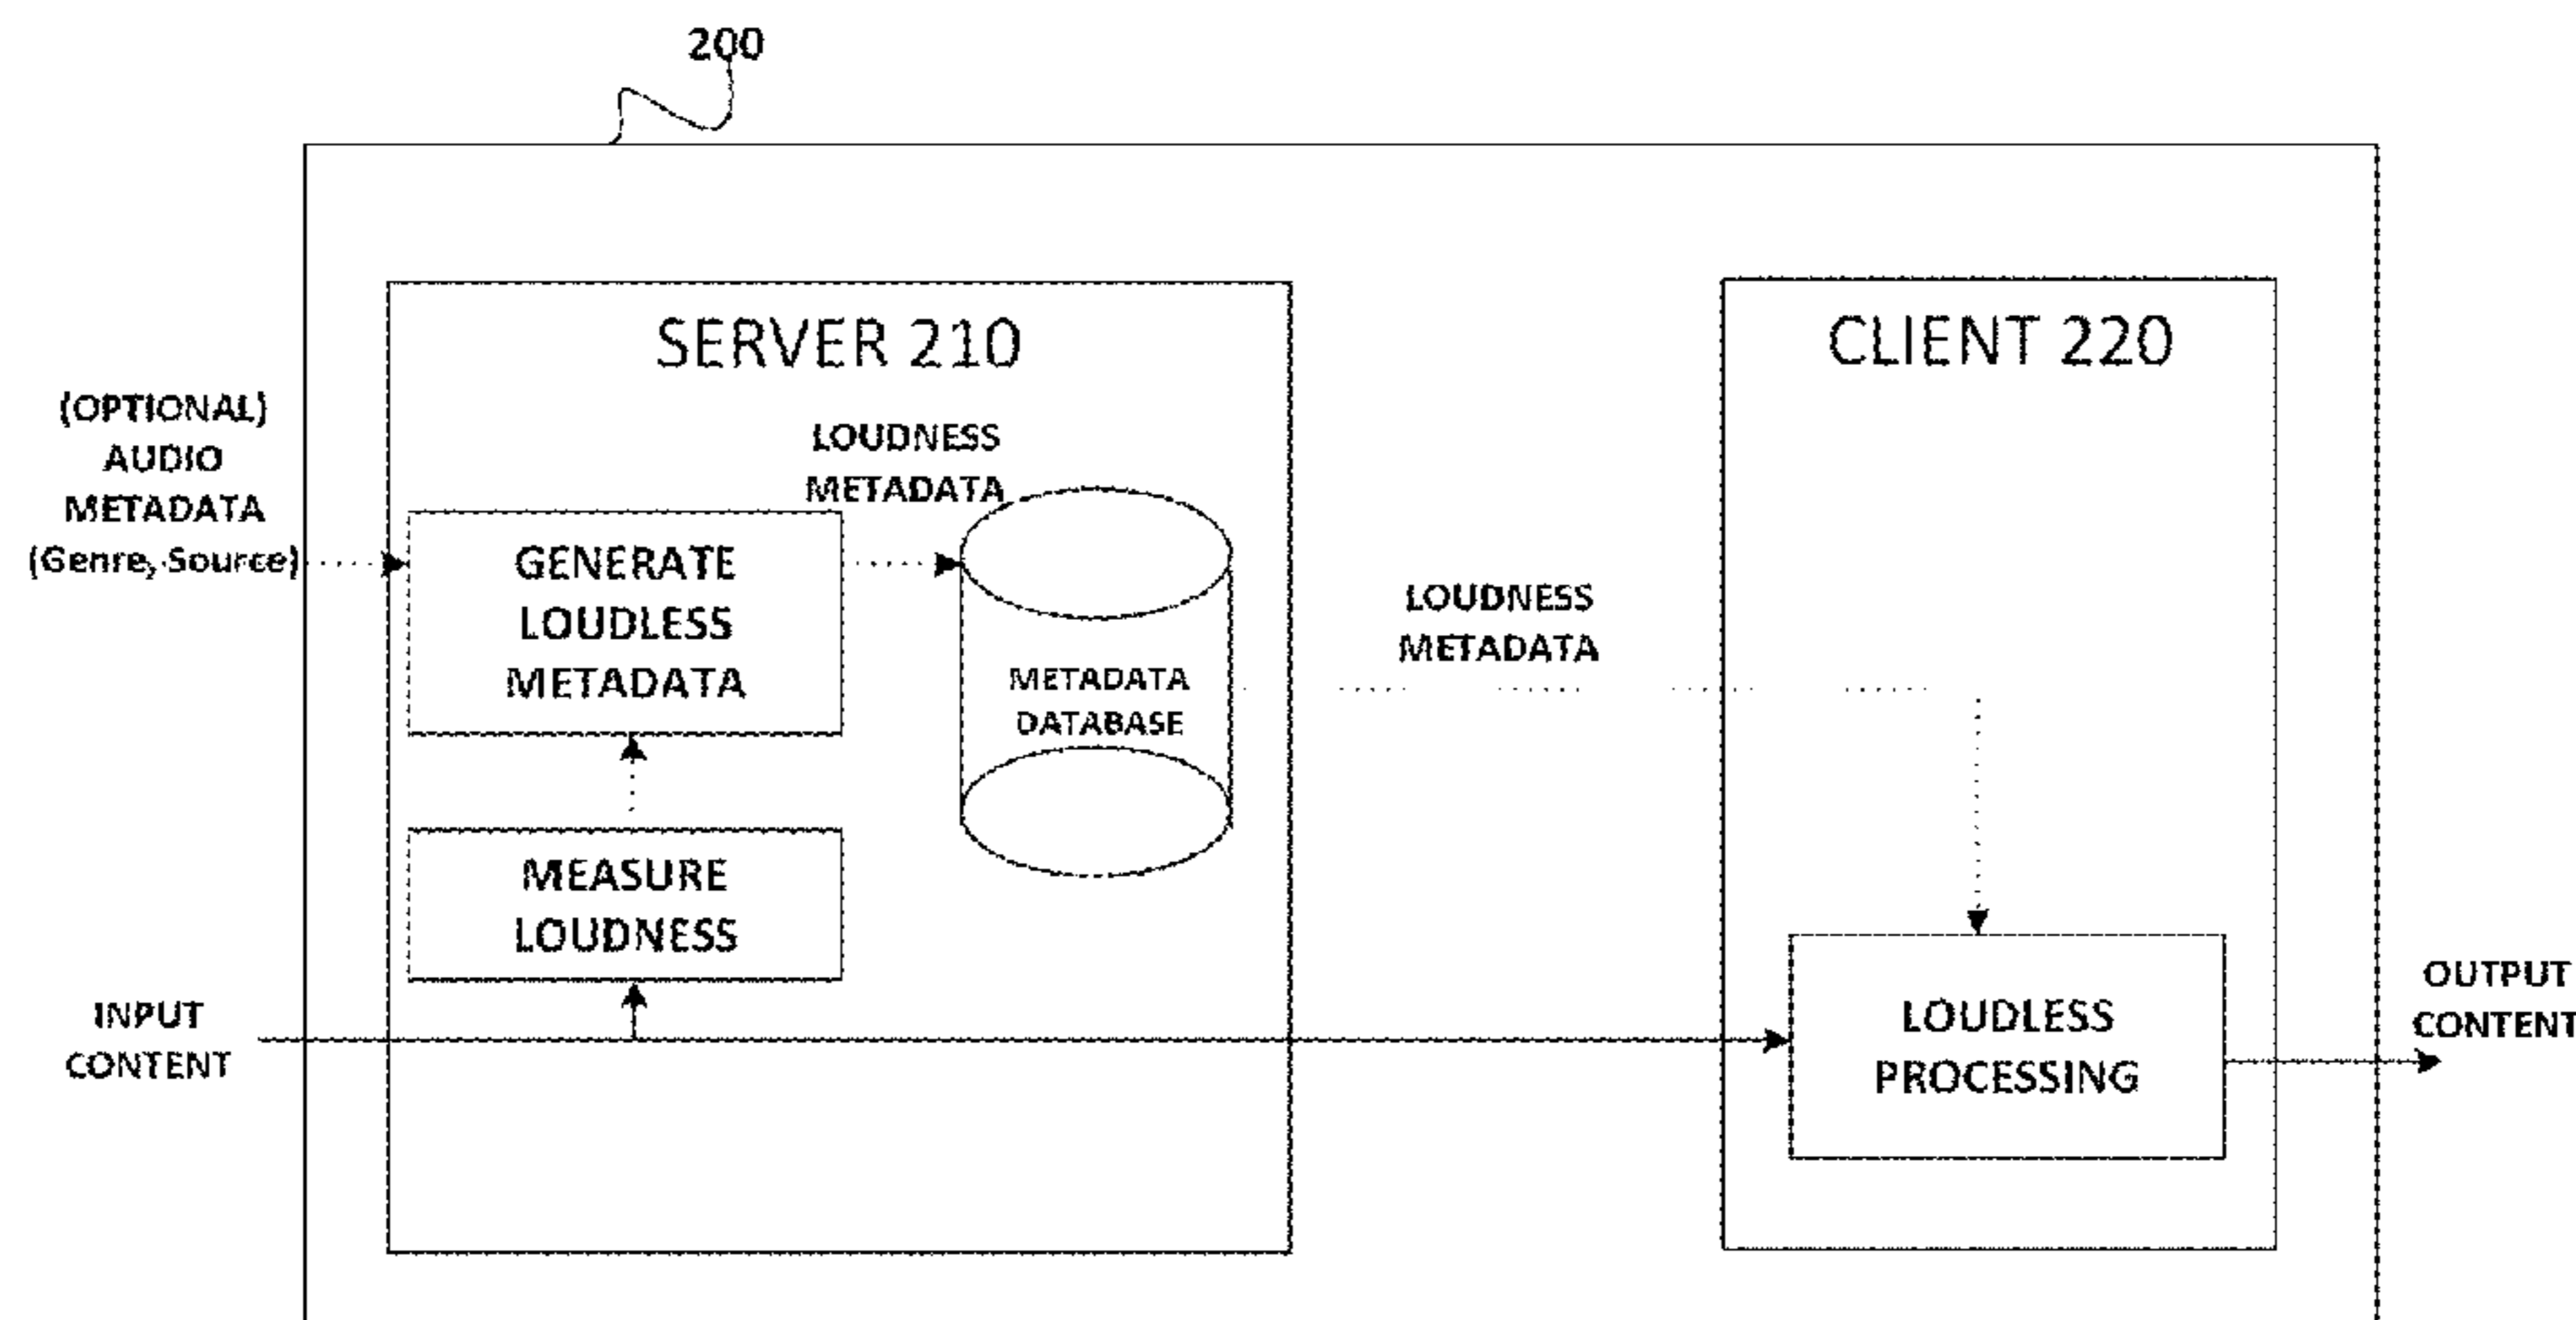 200
SERVER 210
CLIENT 220
(OPTIONAL)
AUDIO
METADATA
(Genre, Source)
LOUDNESS
METADATA
GENERATE
LOUDLESS
METADATA
METADATA
DATABASE
LOUDNESS
METADATA
MEASURE
LOUDNESS
INPUT
CONTENT
LOUDLESS
PROCESSING
OUTPUT
CONTENT